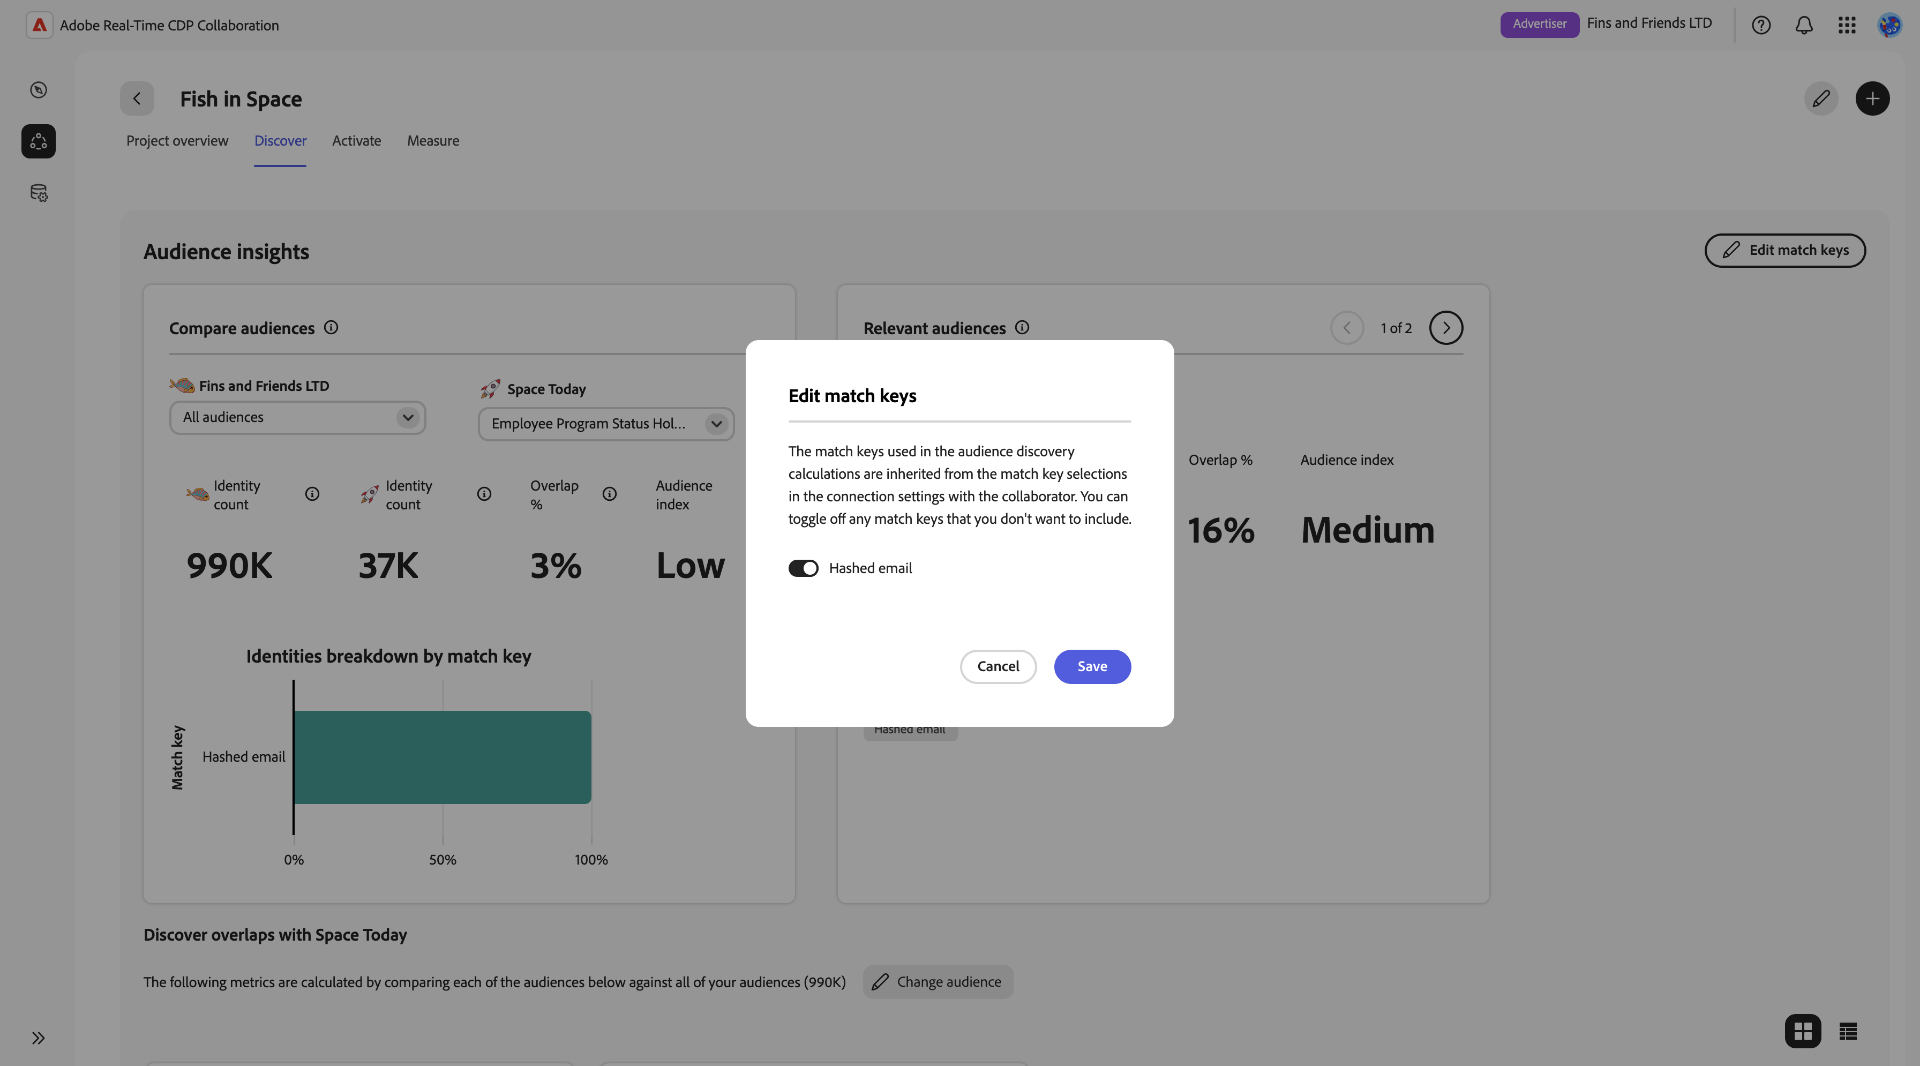 Adobe Real-Time CDP Collaboration
Advertiser
Fins and Friends LTD
Fish in Space
Project overview
Discover
Activate
Measure
Audience insights
Edit match keys
Compare audiences
Fins and Friends LTD
All audiences
Space Today
Employee Program Status Hol...
Identity
count
Identity
count
Overlap
%
Audience
index
990K
37K
3%
Low
Identities breakdown by match key
Match key
Hashed email
0%
50%
100%
Relevant audiences
1 of 2
Overlap %
Audience index
16%
Medium
Hashed email
Edit match keys
The match keys used in the audience discovery
calculations are inherited from the match key selections
in the connection settings with the collaborator. You can
toggle off any match keys that you don't want to include.
Hashed email
Cancel
Save
Discover overlaps with Space Today
The following metrics are calculated by comparing each of the audiences below against all of your audiences (990K)
Change audience